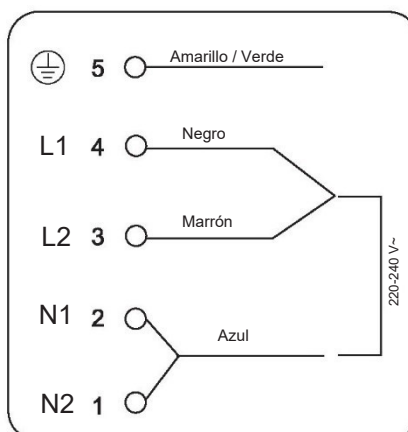 5 Amarillo / Verde
L1 4 Negro
L2 3 Marrón
220-240 V~
N1 2
Azul
N2 1